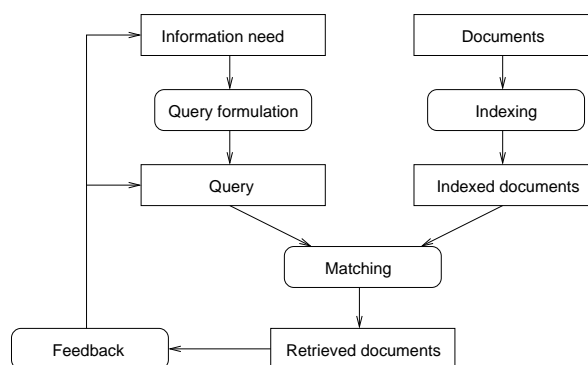 Information need
Documents
Query formulation
Indexing
Query
Indexed documents
Matching
Feedback
Retrieved documents